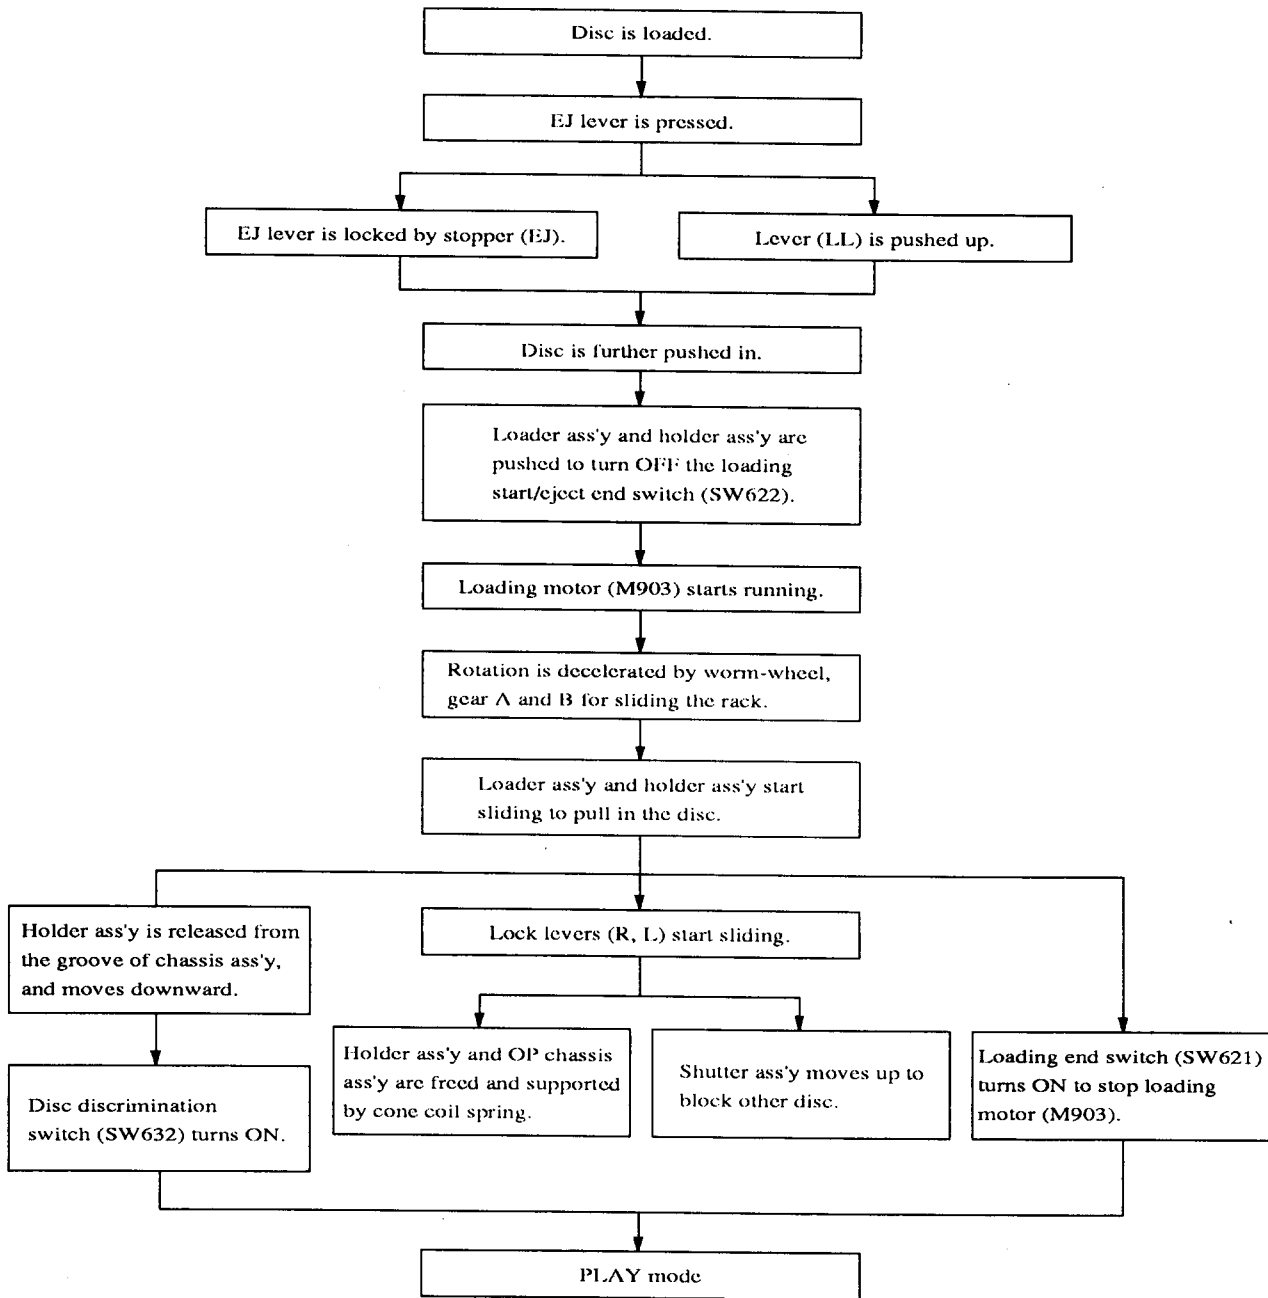 Disc is loaded.
EJ lever is pressed.
EJ lever is locked by stopper (EJ).
Lever (LL) is pushed up.
Disc is further pushed in.
Loader ass'y and holder ass'y are
pushed to turn OFF the loading
start/eject end switch (SW622).
Loading motor (M903) starts running.
Rotation is decelerated by worm-wheel,
gear A and B for sliding the rack.
Loader ass'y and holder ass'y start
sliding to pull in the disc.
Holder ass'y is released from
the groove of chassis ass'y,
and moves downward.
Lock levers (R, L) start sliding.
Disc discrimination
switch (SW632) turns ON.
Holder ass'y and OP chassis
ass'y are freed and supported
by cone coil spring.
Shutter ass'y moves up to
block other disc.
Loading end switch (SW621)
turns ON to stop loading
motor (M903).
PLAY mode